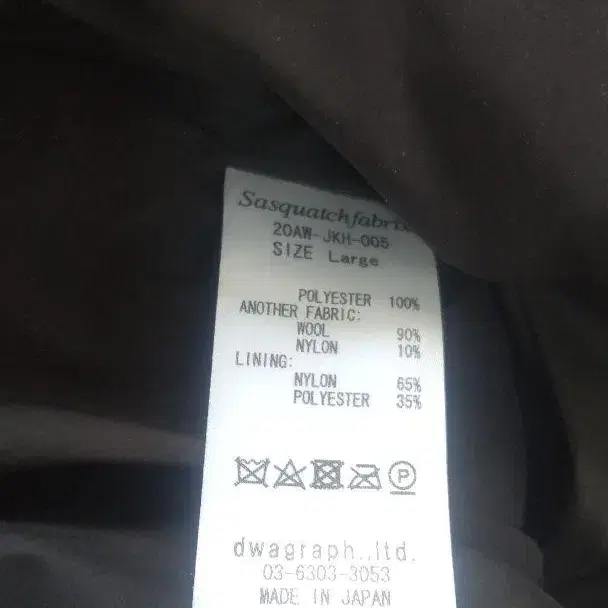 Sasquatchfabri
20AW-JKH-005
SIZE Large
POLYESTER 100%
ANOTHER FABRIC:
WOOL 90%
NYLON 10%
LINING:
NYLON 65%
POLYESTER 35%
P
dwagraph.,ltd.
03-6303-3053
MADE IN JAPAN